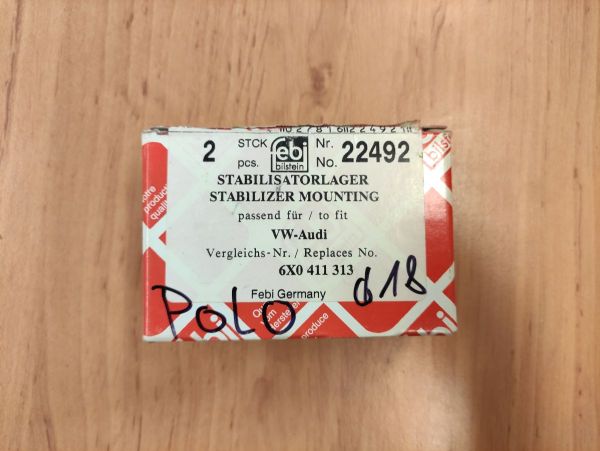 2 STCK pcs. febi bilstein Nr. No. 22492
STABILISATORLAGER
STABILIZER MOUNTING
passend für / to fit
VW-Audi
Vergleichs-Nr. / Replaces No.
6X0 411 313
Febi Germany
POLO ϕ18